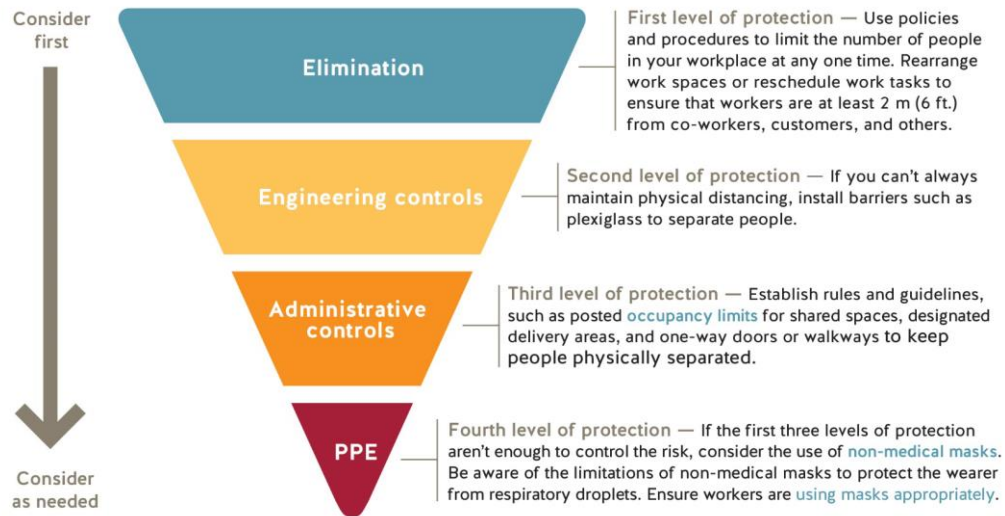 Consider
first
Elimination
First level of protection — Use policies
and procedures to limit the number of people
in your workplace at any one time. Rearrange
work spaces or reschedule work tasks to
ensure that workers are at least 2 m (6 ft.)
from co-workers, customers, and others.
Engineering controls
Second level of protection — If you can't always
maintain physical distancing, install barriers such as
plexiglass to separate people.
Administrative
controls
Third level of protection — Establish rules and guidelines,
such as posted occupancy limits for shared spaces, designated
delivery areas, and one-way doors or walkways to keep
people physically separated.
PPE
Fourth level of protection — If the first three levels of protection
aren't enough to control the risk, consider the use of non-medical masks.
Be aware of the limitations of non-medical masks to protect the wearer
from respiratory droplets. Ensure workers are using masks appropriately.
Consider
as needed